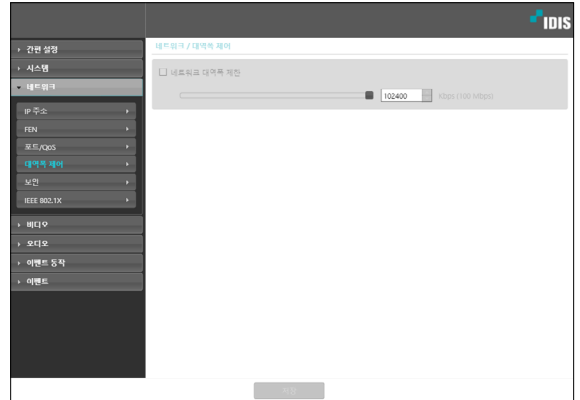 IDIS
네트워크 / 대역폭 제어
간편 설정
시스템
네트워크
IP 주소
FEN
포트/QoS
대역폭 제어
보안
IEEE 802.1X
비디오
오디오
이벤트 동작
이벤트
네트워크 대역폭 제한
102400 Kbps (100 Mbps)
저장